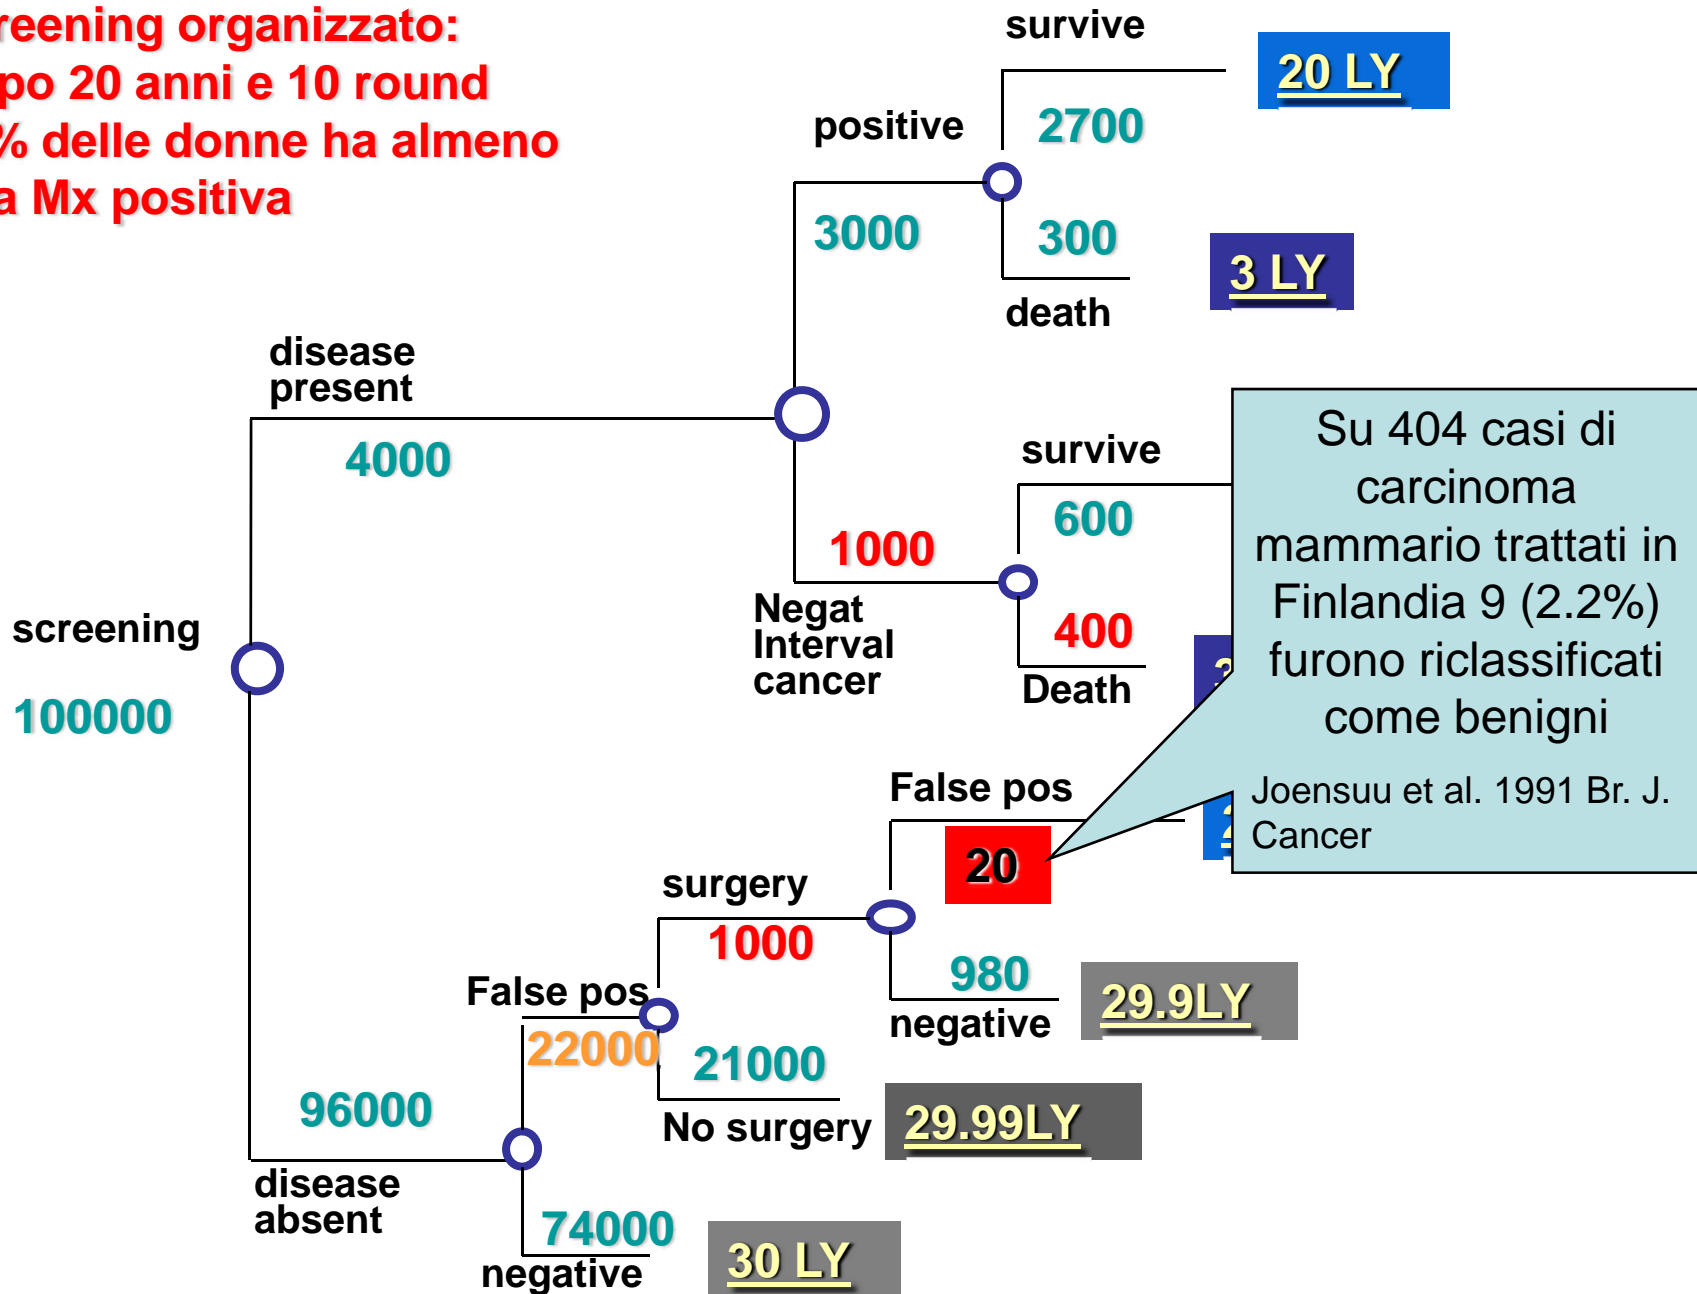 reening organizzato:
po 20 anni e 10 round
% delle donne ha almeno
a Mx positiva
survive
20 LY
positive
2700
3000
300
3 LY
death
disease
present
4000
survive
600
1000
Negat
Interval
cancer
400
Death
3
Su 404 casi di
carcinoma
mammario trattati in
Finlandia 9 (2.2%)
furono riclassificati
come benigni
Joensuu et al. 1991 Br. J.
Cancer
screening
100000
False pos
20
surgery
1000
980
negative
29.9LY
False pos
22000
21000
No surgery
29.99LY
96000
disease
absent
74000
negative
30 LY